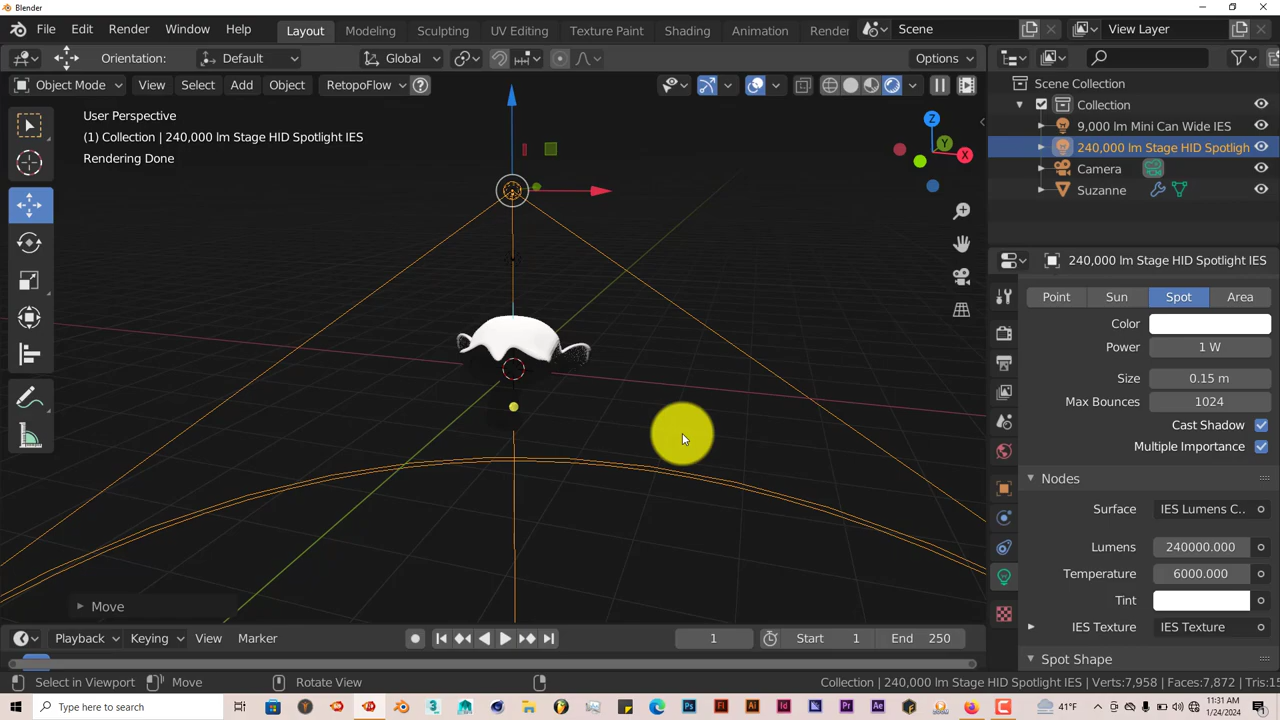 Blender
File Edit Render Window Help Layout Modeling Sculpting UV Editing Texture Paint Shading Animation Render Scene View Layer
Orientation: Default Global Options
Object Mode View Select Add Object RetopoFlow
User Perspective
(1) Collection | 240,000 lm Stage HID Spotlight IES
Rendering Done
Z
Y
X
Scene Collection
Collection
9,000 lm Mini Can Wide IES
240,000 lm Stage HID Spotligh
Camera
Suzanne
240,000 lm Stage HID Spotlight IES
Point Sun Spot Area
Color
Power 1 W
Size 0.15 m
Max Bounces 1024
Cast Shadow
Multiple Importance
Nodes
Surface IES Lumens C..
Lumens 240000.000
Temperature 6000.000
Tint
IES Texture IES Texture
Spot Shape
Move
Playback Keying View Marker 1 Start 1 End 250
Select in Viewport Move Rotate View Collection | 240,000 lm Stage HID Spotlight IES | Verts:7,958 | Faces:7,872 | Tris:15
Type here to search 41°F 11:31 AM
1/24/2024